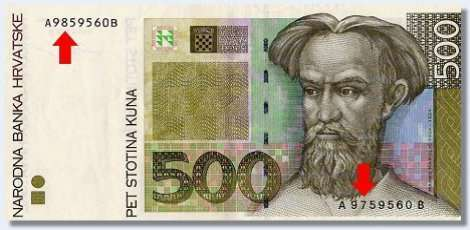 A9859560B
NARODNA BANKA HRVATSKE
PET STOTINA KUNA
500
500
A 9759560 B